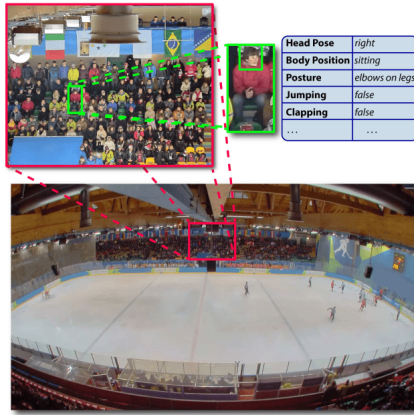 Head Pose right
Body Position sitting
Posture elbows on legs
Jumping false
Clapping false
... ...